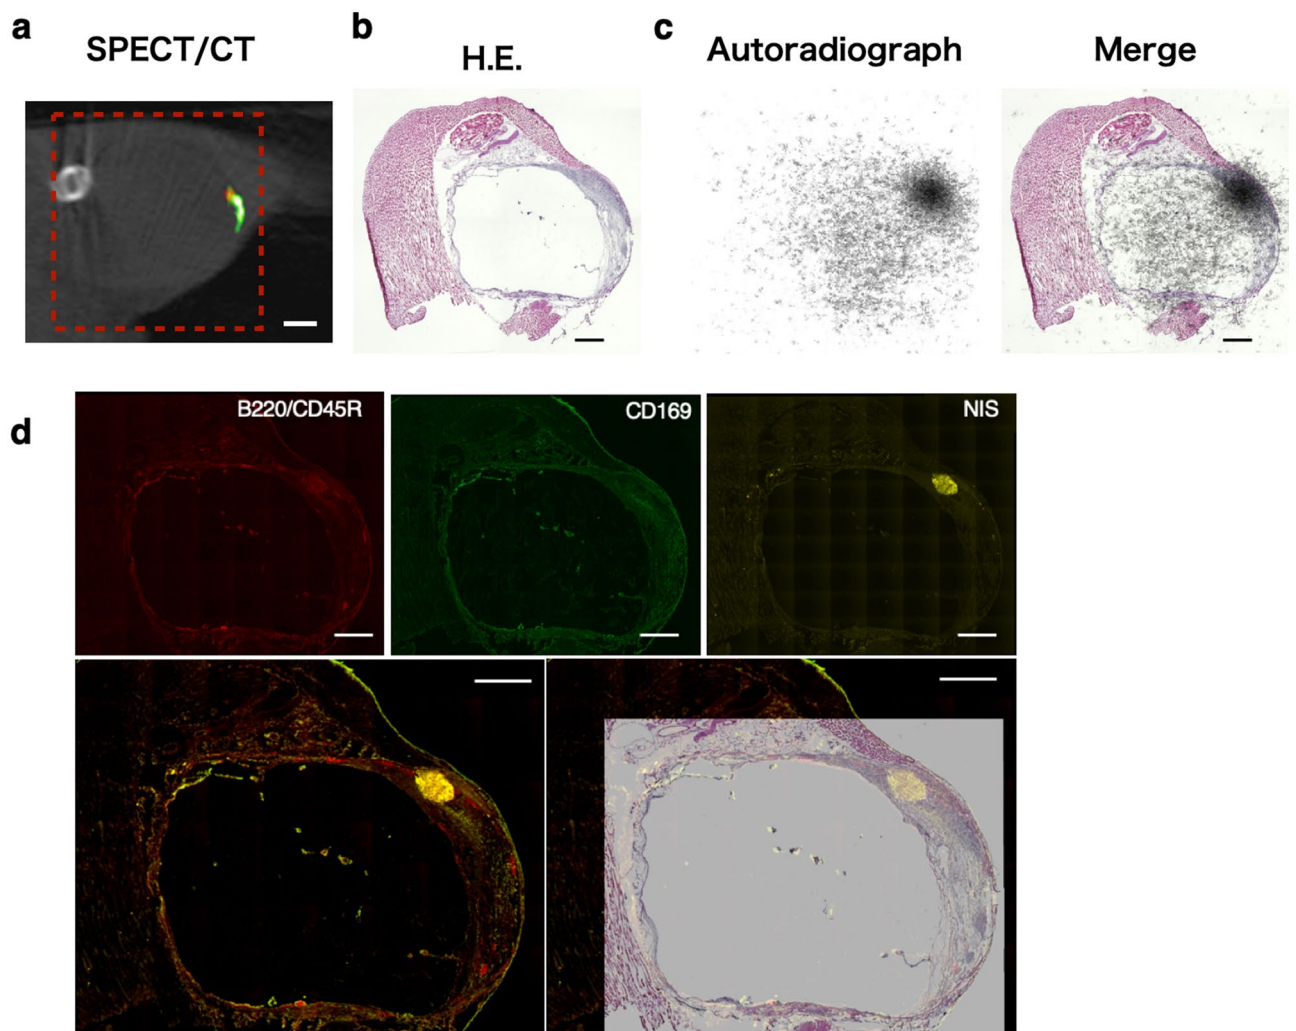 a
SPECT/CT
b
H.E.
c
Autoradiograph
Merge
d
B220/CD45R
CD169
NIS